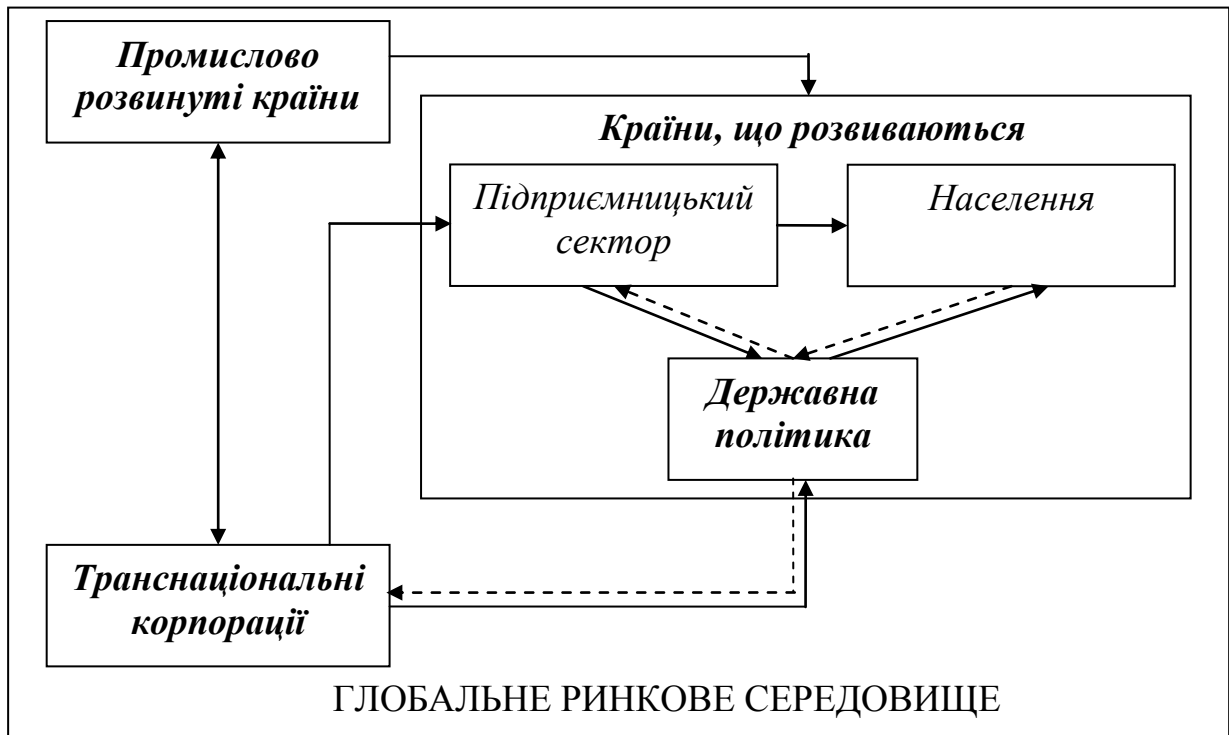 Промислово
розвинуті країни
Країни, що розвиваються
Підприємницький
сектор
Населення
Державна
політика
Транснаціональні
корпорації
ГЛОБАЛЬНЕ РИНКОВЕ СЕРЕДОВИЩЕ